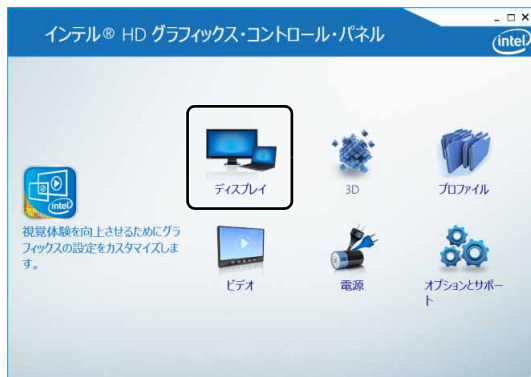 インテル® HD グラフィックス・コントロール・パネル
intel
ディスプレイ
3D
プロファイル
intel
視覚体験を向上させるためにグラ
フィックスの設定をカスタマイズしま
す。
ビデオ
電源
オプションとサポー
ト